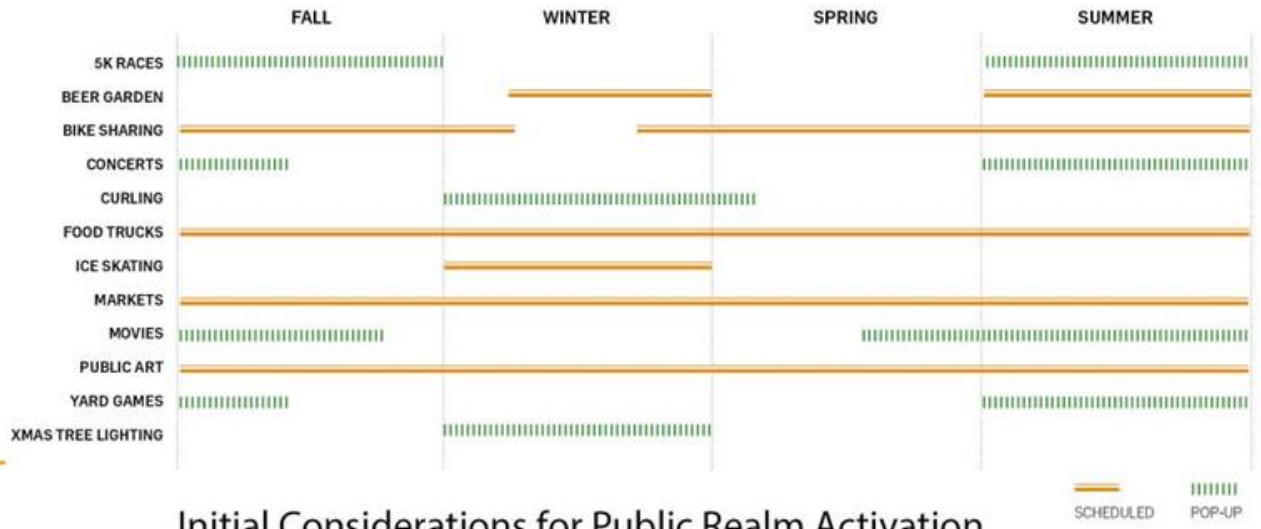 FALL WINTER SPRING SUMMER
5K RACES
BEER GARDEN
BIKE SHARING
CONCERTS
CURLING
FOOD TRUCKS
ICE SKATING
MARKETS
MOVIES
PUBLIC ART
YARD GAMES
XMAS TREE LIGHTING
SCHEDULED POP-UP
Initial Considerations for Public Realm Activation